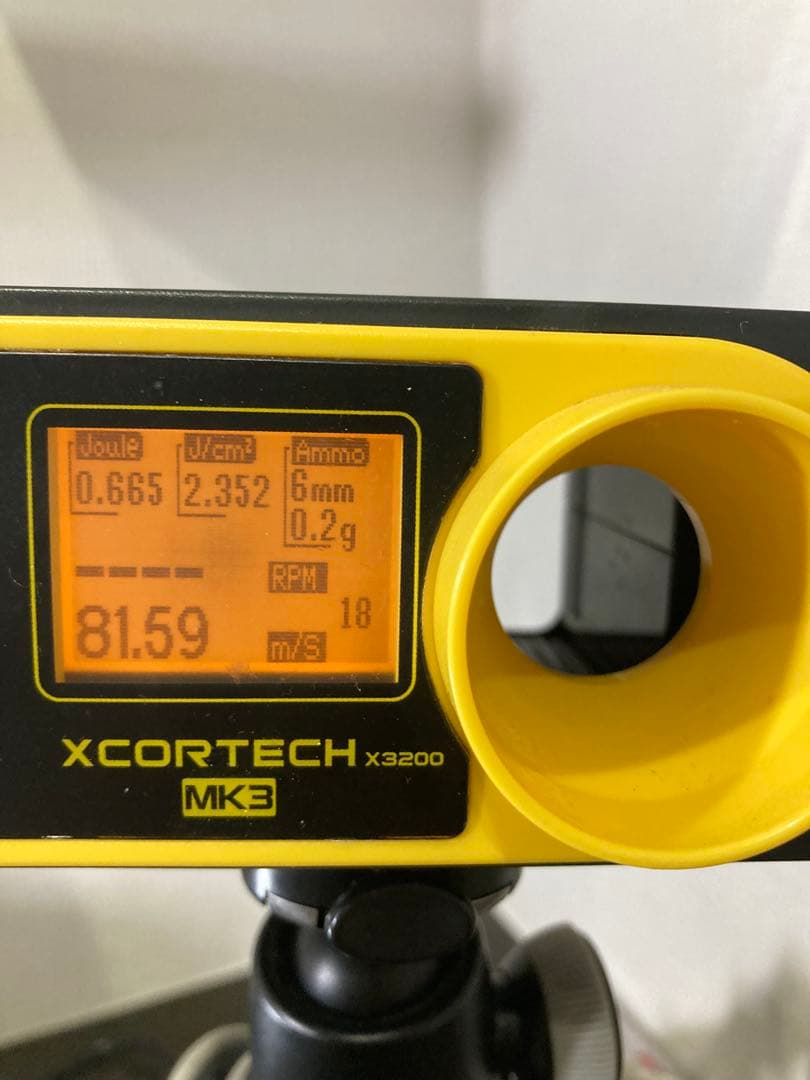 Joule J/cm² Ammo
0.665 2.352 6mm
0.2g
---- RPM
18
81.59 m/S
XCORTECH X3200
MK3